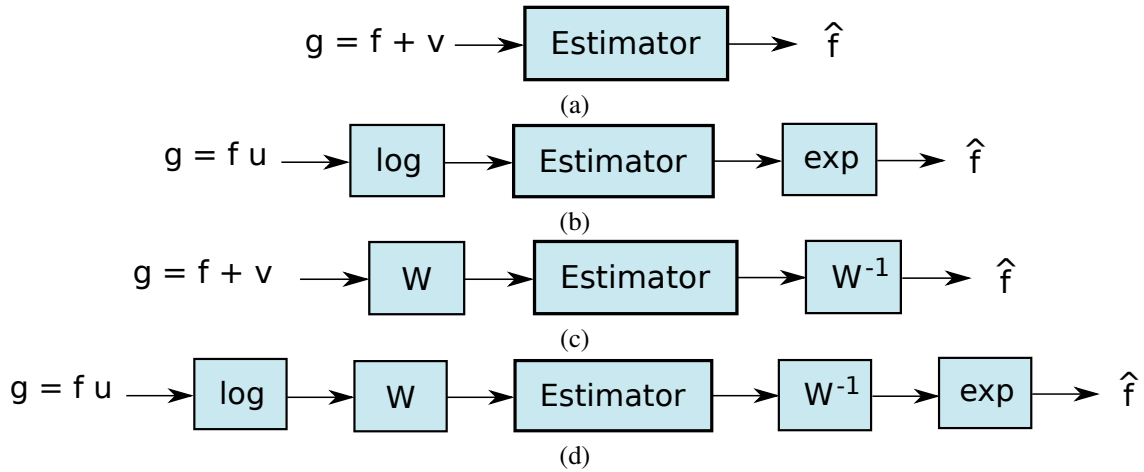 g = f + v Estimator f̂
(a)
g = f u log Estimator exp f̂
(b)
g = f + v W Estimator W⁻¹ f̂
(c)
g = f u log W Estimator W⁻¹ exp f̂
(d)